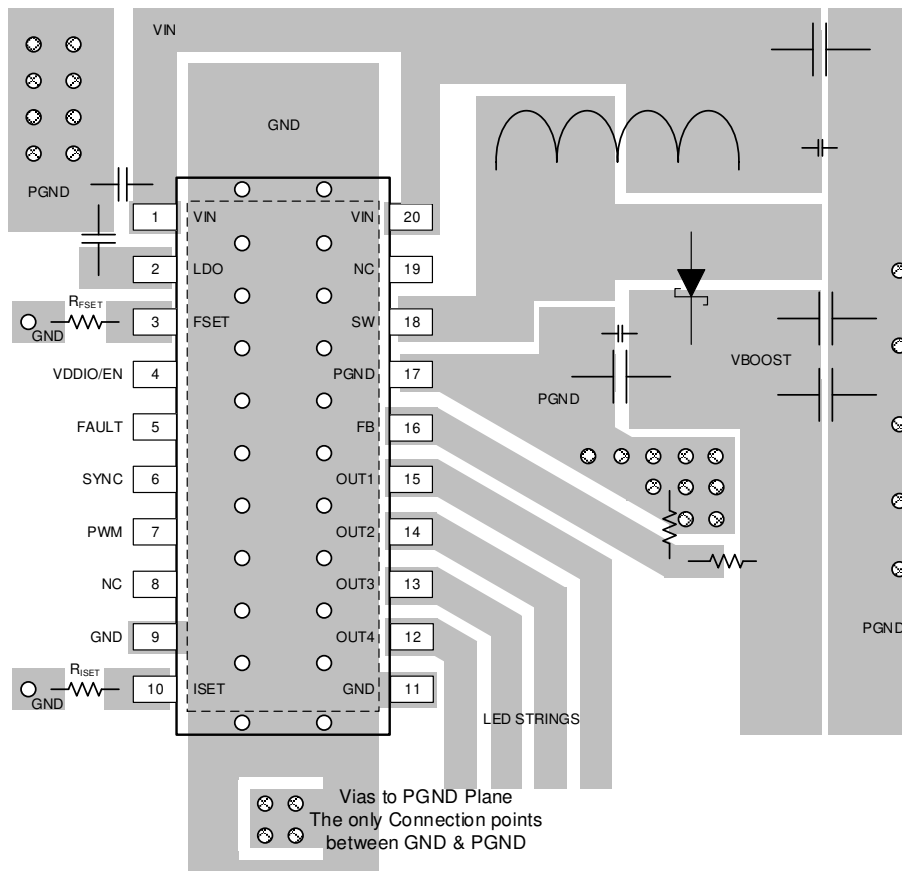 VIN
GND
PGND
1 VIN VIN 20
2 LDO NC 19
RFSET
GND
3 FSET SW 18
VDDIO/EN 4 PGND 17
PGND
VBOOST
FAULT 5 FB 16
SYNC 6 OUT1 15
PWM 7 OUT2 14
NC 8 OUT3 13
GND 9 OUT4 12
PGND
RISET
GND
10 ISET GND 11
LED STRINGS
Vias to PGND Plane
The only Connection points
between GND & PGND